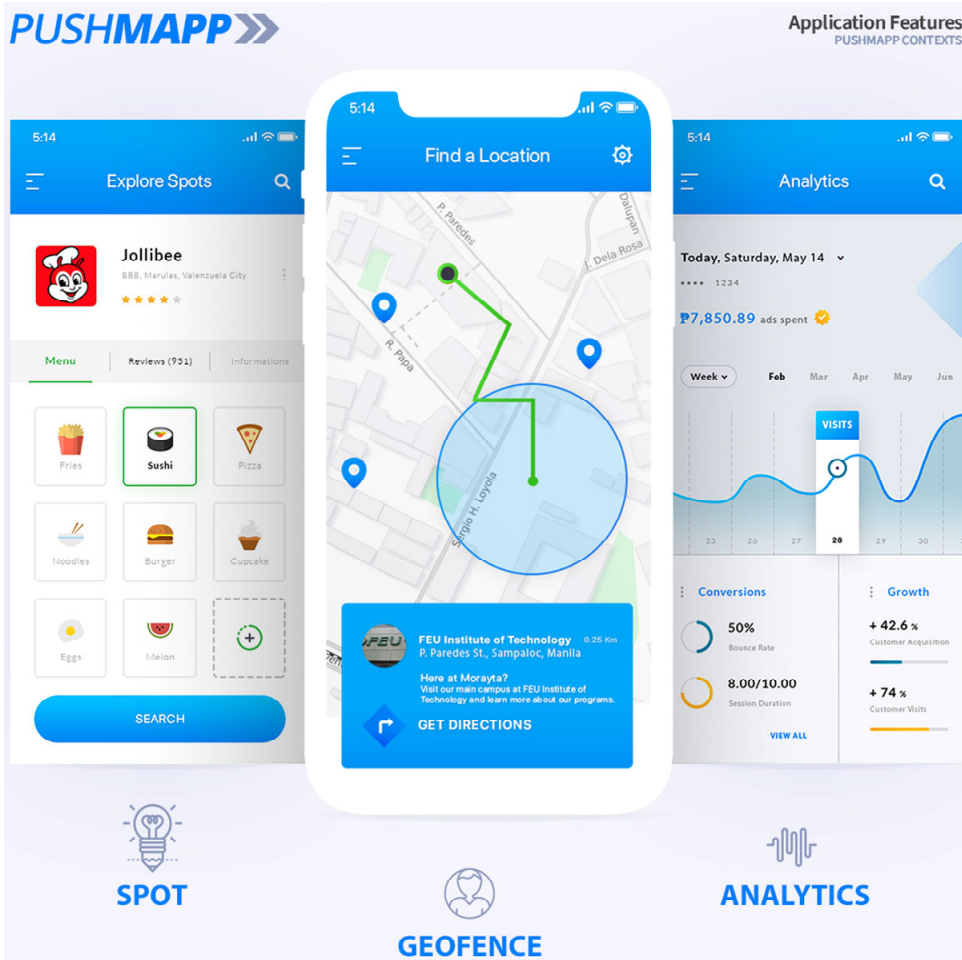 PUSHMAPP
Application Features
PUSHMAPP CONTEXTS
5:14
Explore Spots
Jollibee
BBB, Marulas, Valenzuela City
Menu
Reviews (951)
Informations
Fries
Sushi
Pizza
Noodles
Burger
Cupcake
Eggs
Melon
SEARCH
5:14
Find a Location
P. Paredes
Dalupan
J. Dela Rosa
R. Papa
Sergio H. Loyola
FEU
FEU Institute of Technology 0.25 Km
P. Paredes St., Sampaloc, Manila
Here at Morayta?
Visit our main campus at FEU Institute of
Technology and learn more about our programs.
GET DIRECTIONS
5:14
Analytics
Today, Saturday, May 14
•••• 1234
₱7,850.89 ads spent
Week
Feb Mar Apr May Jun
VISITS
25 26 27 28 29 30
Conversions
50%
Bounce Rate
8.00/10.00
Session Duration
VIEW ALL
Growth
+ 42.6 %
Customer Acquisition
+ 74 %
Customer Visits
SPOT
GEOFENCE
ANALYTICS